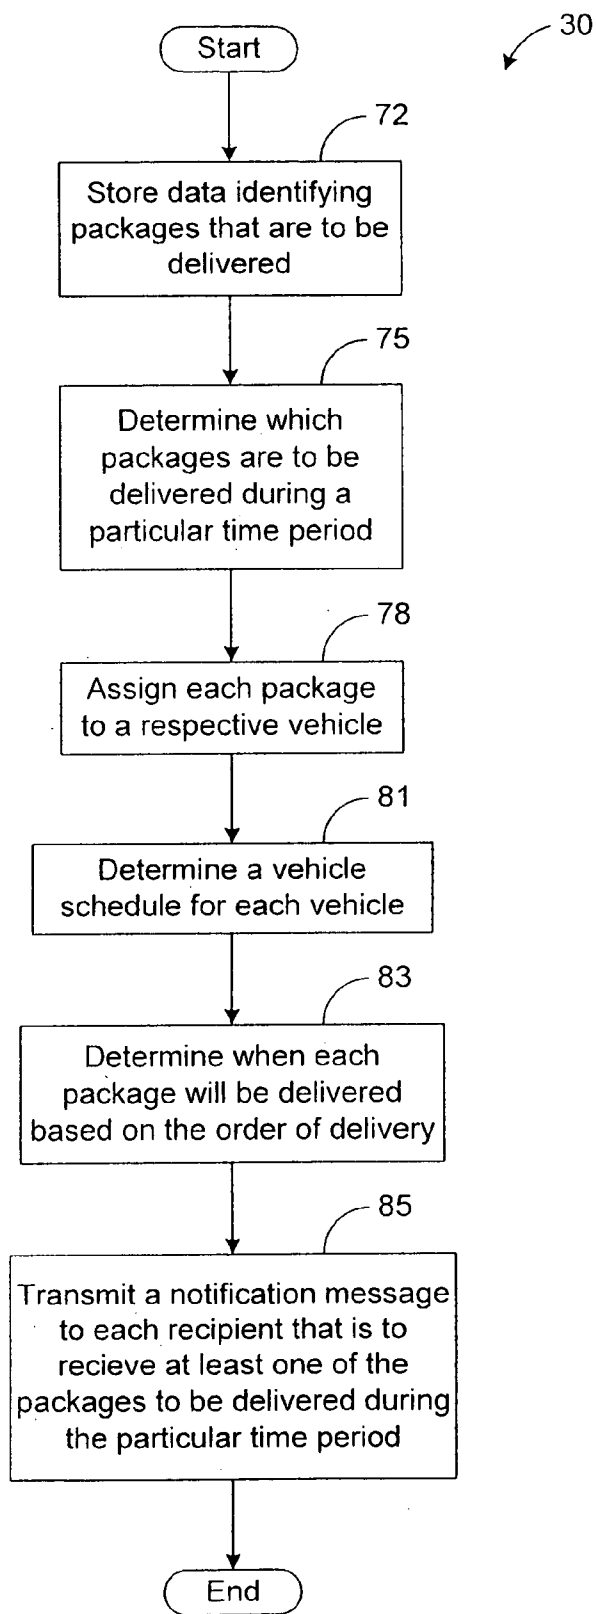 Start
30
72
Store data identifying
packages that are to be
delivered
75
Determine which
packages are to be
delivered during a
particular time period
78
Assign each package
to a respective vehicle
81
Determine a vehicle
schedule for each vehicle
83
Determine when each
package will be delivered
based on the order of delivery
85
Transmit a notification message
to each recipient that is to
recieve at least one of the
packages to be delivered during
the particular time period
End